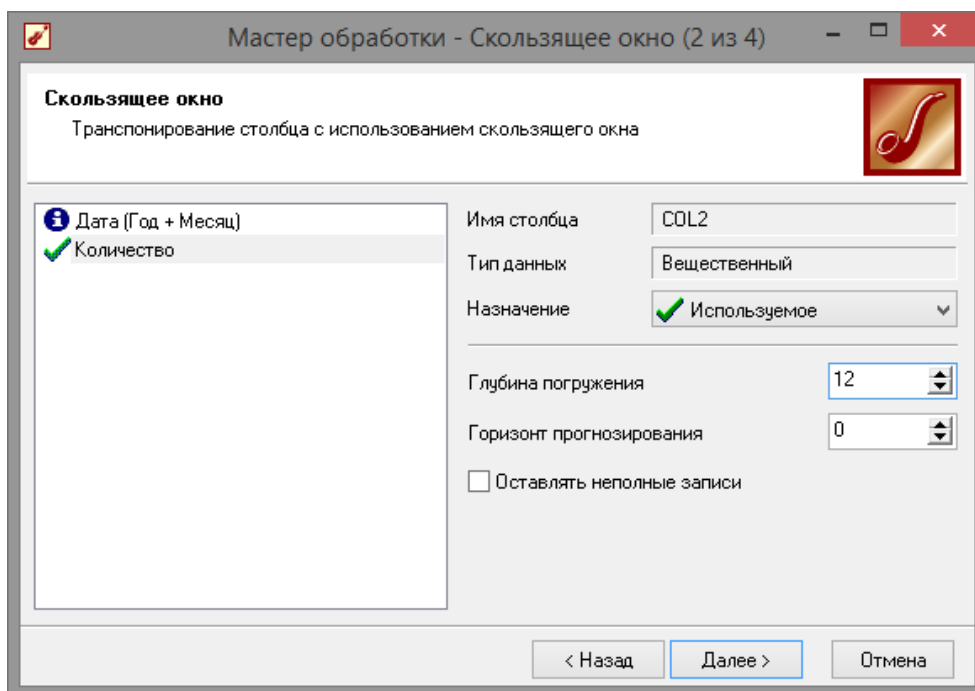 Мастер обработки - Скользящее окно (2 из 4)
Скользящее окно
Транспонирование столбца с использованием скользящего окна
Дата (Год + Месяц)
Количество
Имя столбца COL2
Тип данных Вещественный
Назначение Используемое
Глубина погружения 12
Горизонт прогнозирования 0
Оставлять неполные записи
< Назад Далее > Отмена